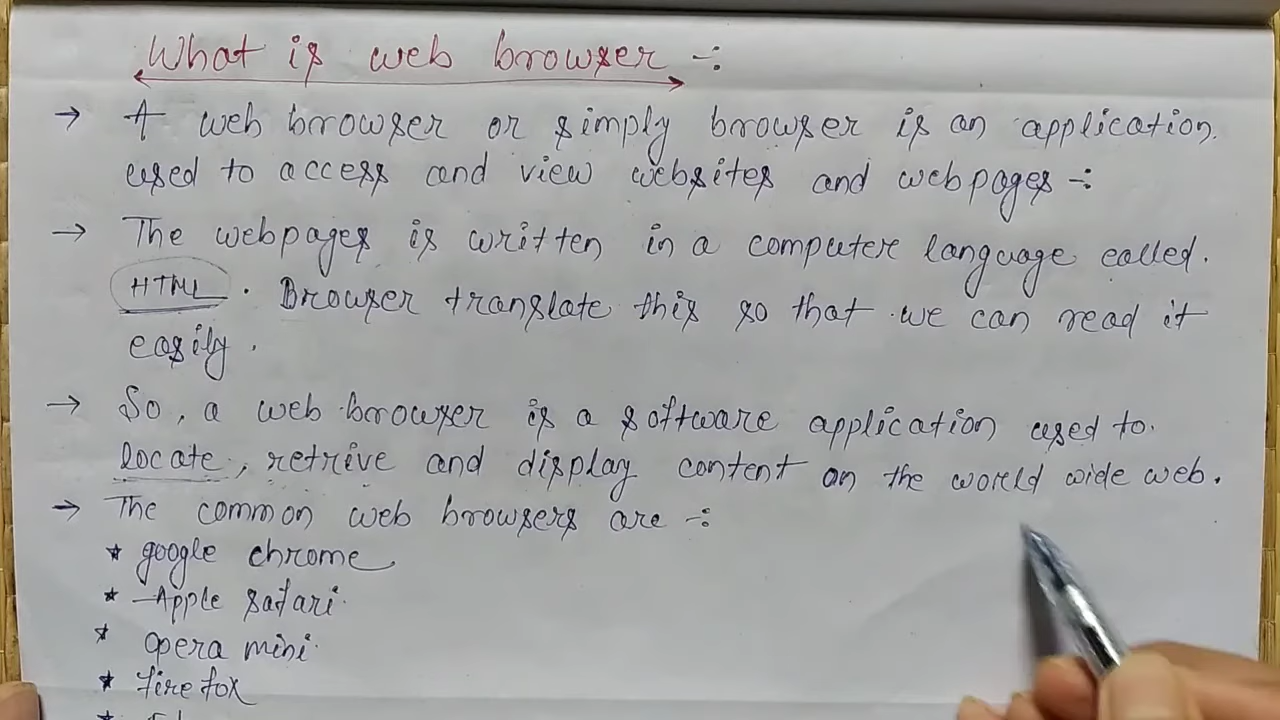 What is web browser -:
→ A web browser or simply browser is an application.
used to access and view websites and webpages -:
→ The webpages is written in a computer language called.
HTML. Browser translate this so that we can read it
easily.
→ So, a web browser is a software application used to.
locate, retrive and display content on the world wide web.
→ The common web browsers are -:
* google chrome
* Apple safari.
* opera mini.
* firefox
*